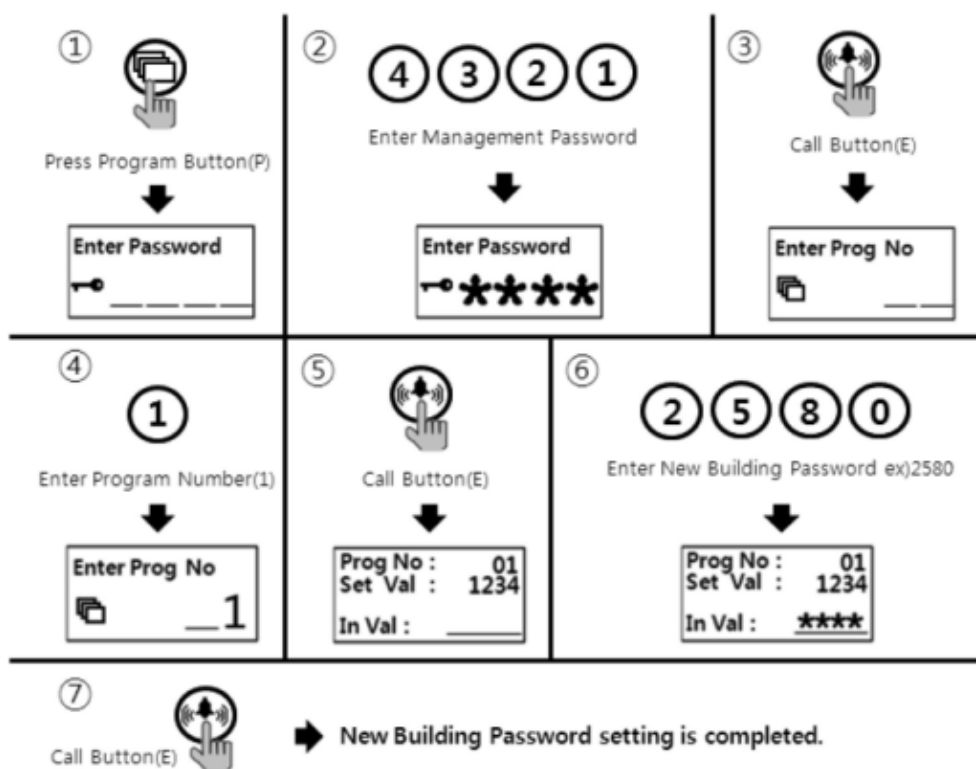 ①
Press Program Button(P)
Enter Password
_ _ _ _
②
4 3 2 1
Enter Management Password
Enter Password
****
③
Call Button(E)
Enter Prog No
_ _
④
1
Enter Program Number(1)
Enter Prog No
_1
⑤
Call Button(E)
Prog No : 01
Set Val : 1234
In Val : ____
⑥
2 5 8 0
Enter New Building Password ex)2580
Prog No : 01
Set Val : 1234
In Val : ****
⑦
Call Button(E)
New Building Password setting is completed.